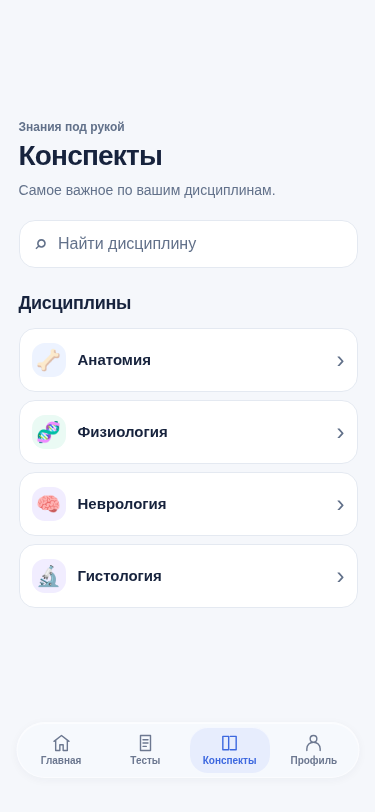 Знания под рукой
Конспекты
Самое важное по вашим дисциплинам.
Найти дисциплину
Дисциплины
Анатомия
Физиология
Неврология
Гистология
Главная
Тесты
Конспекты
Профиль